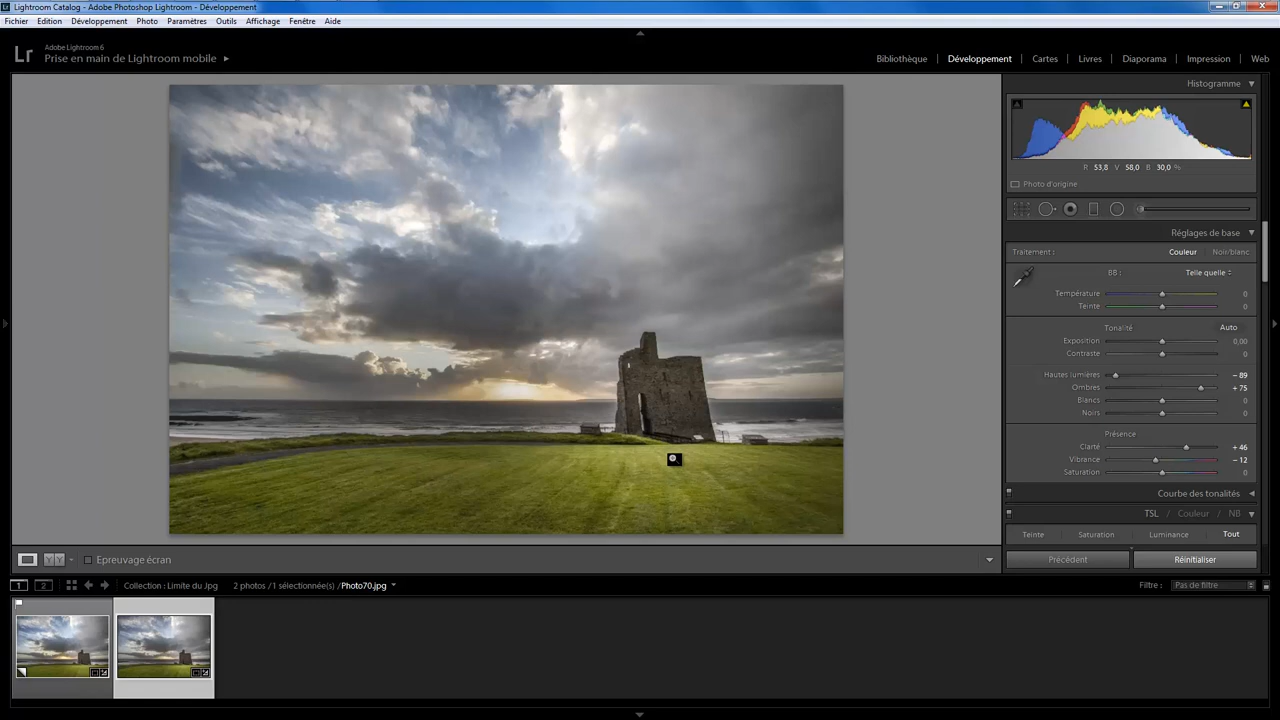 Lightroom Catalog - Adobe Photoshop Lightroom - Développement
Fichier Edition Développement Photo Paramètres Outils Affichage Fenêtre Aide
Lr
Adobe Lightroom 6
Prise en main de Lightroom mobile
Bibliothèque Développement Cartes Livres Diaporama Impression Web
Histogramme
R 53,8 V 58,0 B 30,0 %
Photo d'origine
Réglages de base
Traitement : Couleur Noir/blanc
BB : Telle quelle
Température 0
Teinte 0
Tonalité Auto
Exposition 0,00
Contraste 0
Hautes lumières - 89
Ombres + 75
Blancs 0
Noirs 0
Présence
Clarté + 46
Vibrance - 12
Saturation 0
Courbe des tonalités
TSL / Couleur / NB
Teinte Saturation Luminance Tout
Précédent Réinitialiser
YY Epreuvage écran
1 2 Collection : Limite du Jpg 2 photos /1 sélectionnée(s) /Photo70.jpg
Filtre : Pas de filtre